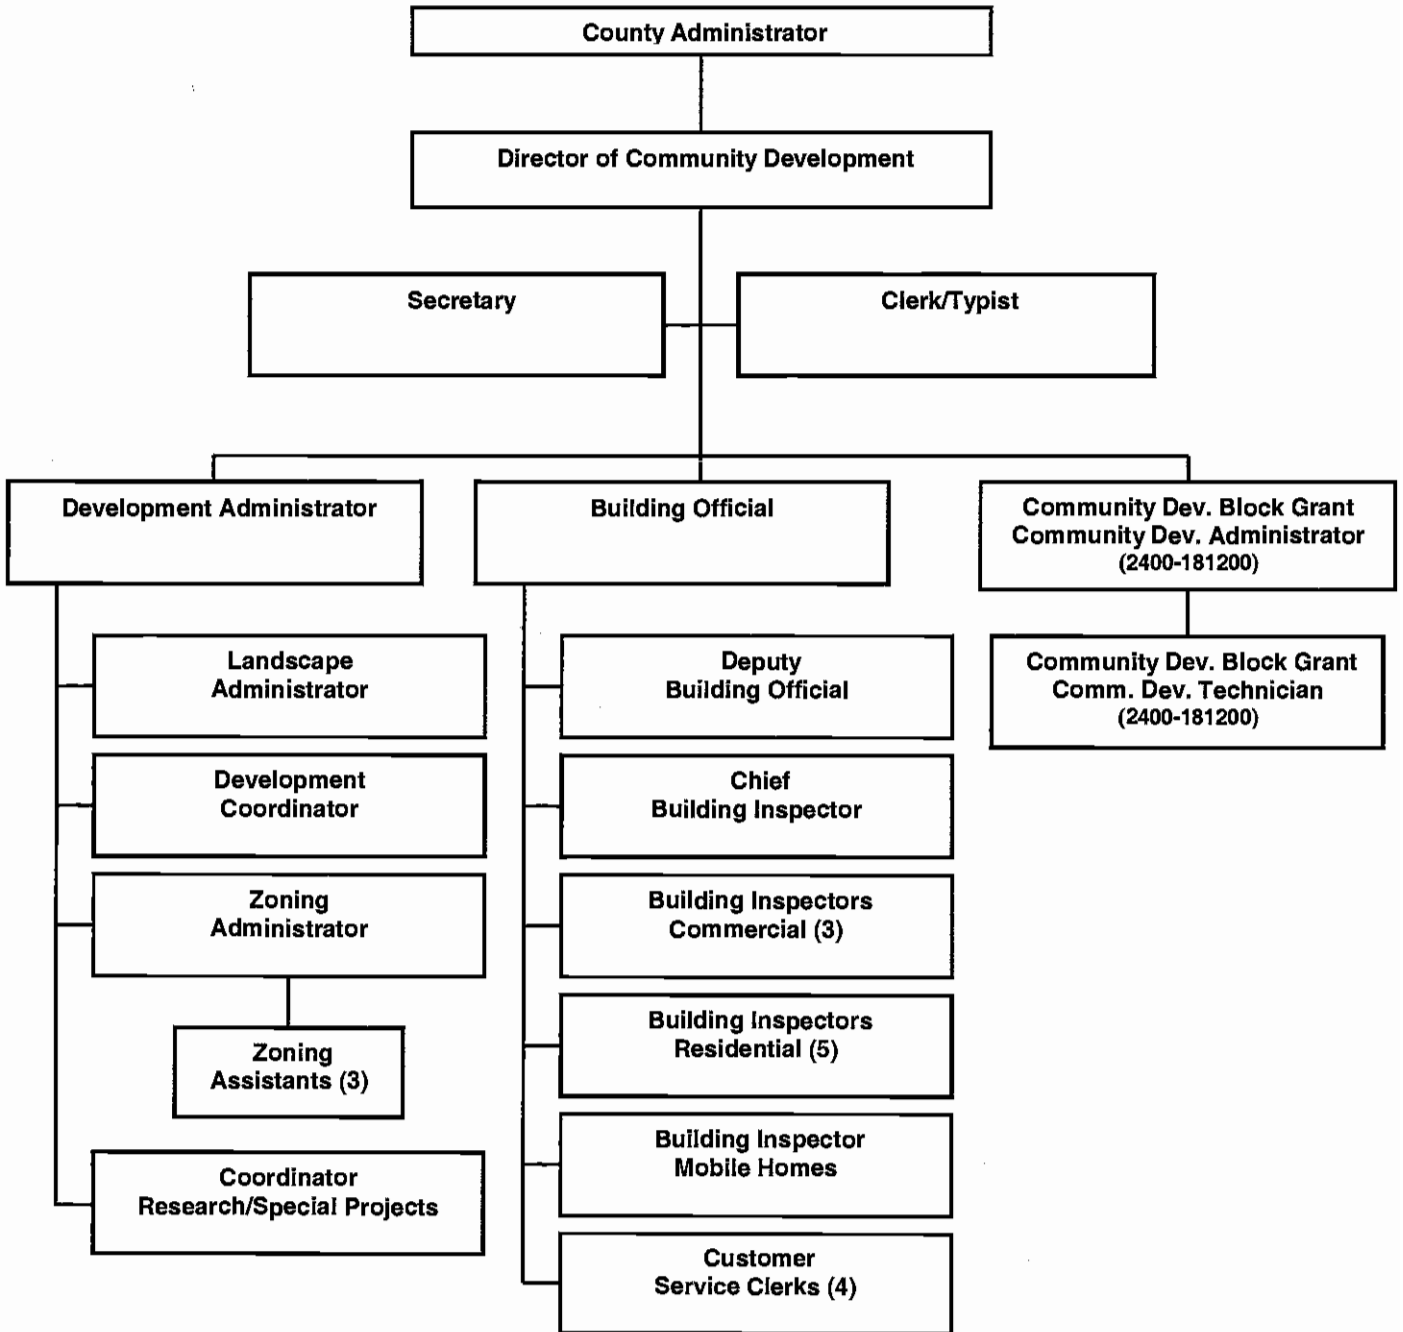 County Administrator
Director of Community Development
Secretary
Clerk/Typist
Development Administrator
Landscape
Administrator
Development
Coordinator
Zoning
Administrator
Zoning
Assistants (3)
Coordinator
Research/Special Projects
Building Official
Deputy
Building Official
Chief
Building Inspector
Building Inspectors
Commercial (3)
Building Inspectors
Residential (5)
Building Inspector
Mobile Homes
Customer
Service Clerks (4)
Community Dev. Block Grant
Community Dev. Administrator
(2400-181200)
Community Dev. Block Grant
Comm. Dev. Technician
(2400-181200)